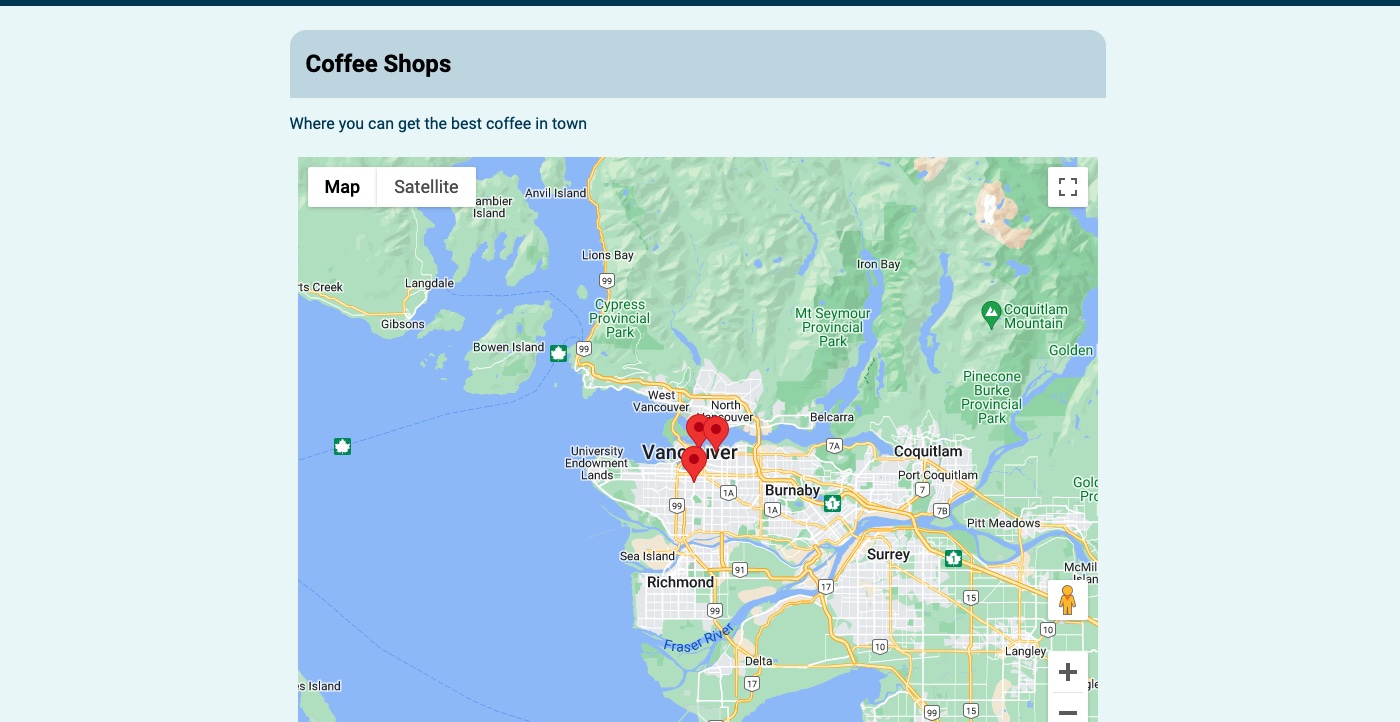 Coffee Shops
Where you can get the best coffee in town
Map
Satellite
Anvil Island
ambier
Island
Lions Bay
Iron Bay
99
Langdale
rts Creek
Cypress
Provincial
Park
Mt Seymour
Provincial
Park
Coquitlam
Mountain
Gibsons
Bowen Island
99
Golden
Pinecone
Burke
Provincial
Park
West
Vancouver
North
Vancouver
Belcarra
7A
University
Endowment
Lands
Vancouver
Coquitlam
Port Coquitlam
Burnaby
1A
7
1
99
1A
7B
Pitt Meadows
Sea Island
Surrey
1
91
Richmond
17
15
99
10
Fraser River
10
Langley
Delta
17
es Island
99
15